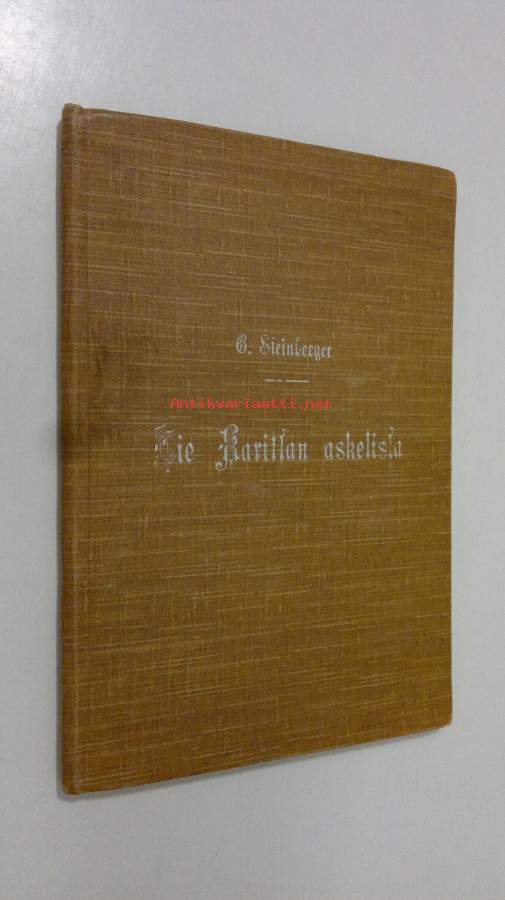 G. Steinberger
Antikvariaatti.net
Tie Karitsan askelista